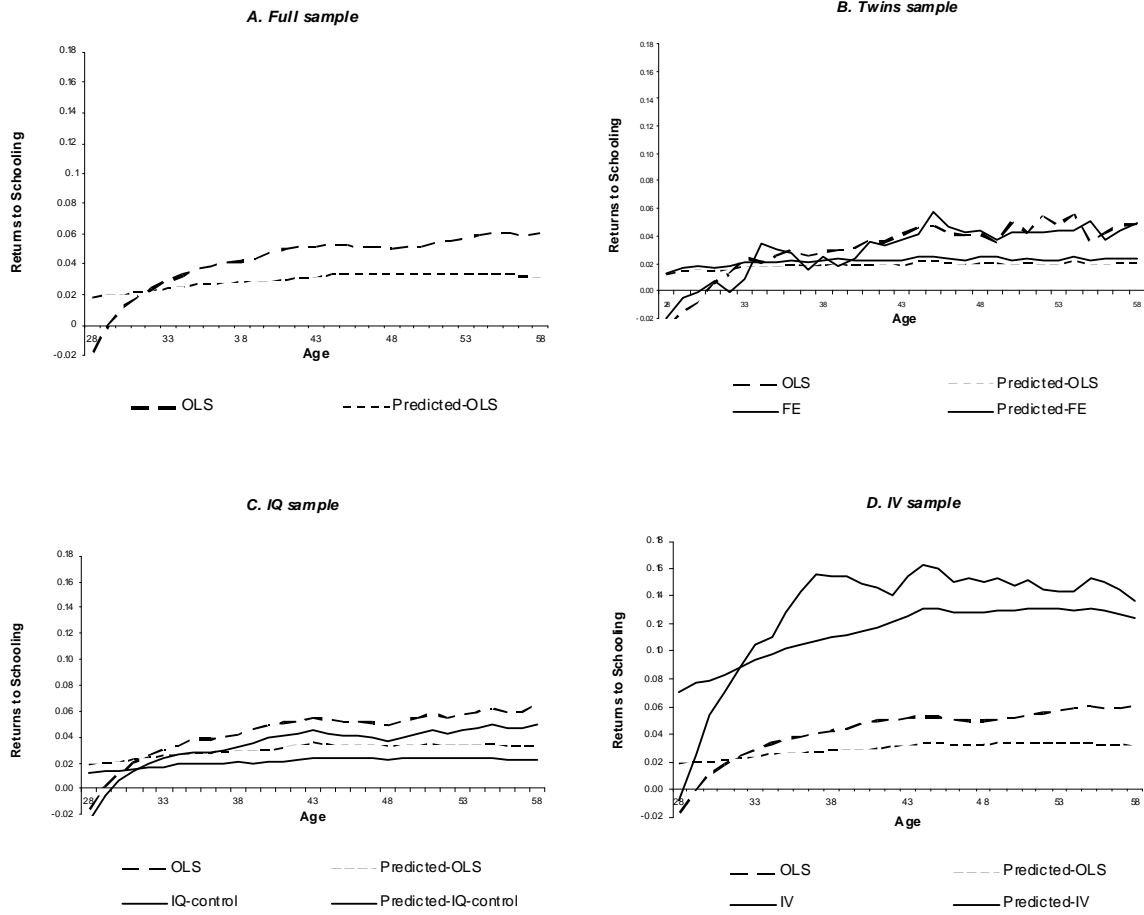 A. Full sample
Returns to Schooling
0.18
0.16
0.14
0.12
0.1
0.08
0.06
0.04
0.02
0
-0.02
28 33 38 43 48 53 58
Age
OLS Predicted-OLS
B. Twins sample
Returns to Schooling
0.18
0.16
0.14
0.12
0.10
0.08
0.06
0.04
0.02
0.00
-0.02
28 33 38 43 48 53 58
Age
OLS Predicted-OLS
FE Predicted-FE
C. IQ sample
Returns to Schooling
0.18
0.16
0.14
0.12
0.10
0.08
0.06
0.04
0.02
0.00
-0.02
28 33 38 43 48 53 58
Age
OLS Predicted-OLS
IQ-control Predicted-IQ-control
D. IV sample
Returns to Schooling
0.18
0.16
0.14
0.12
0.10
0.08
0.06
0.04
0.02
0.00
-0.02
28 33 38 43 48 53 58
Age
OLS Predicted-OLS
IV Predicted-IV